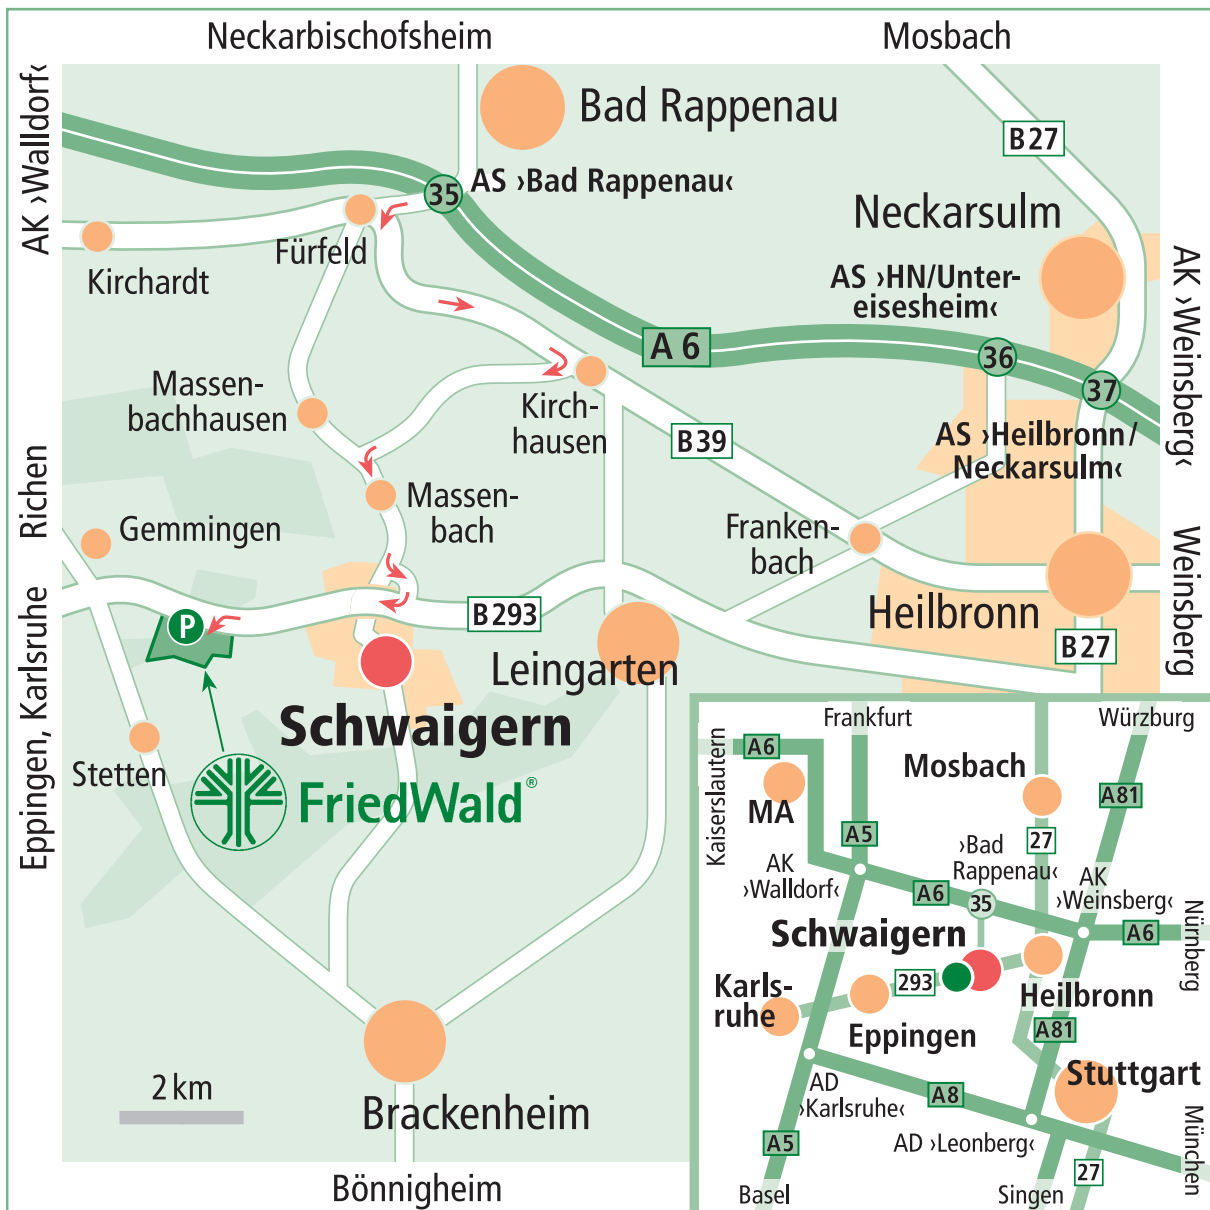 Neckarbischofsheim
Mosbach
AK ›Walldorf‹
Bad Rappenau
B27
35
AS ›Bad Rappenau‹
Neckarsulm
Fürfeld
Kirchardt
AS ›HN/Unter-
eisesheim‹
AK ›Weinsberg‹
A 6
36
37
Massen-
bachhausen
Kirch-
hausen
B39
AS ›Heilbronn/
Neckarsulm‹
Richen
Massen-
bach
Gemmingen
Franken-
bach
Weinsberg
Eppingen, Karlsruhe
P
B293
Heilbronn
B27
Leingarten
Schwaigern
Stetten
FriedWald®
2 km
Brackenheim
Bönnigheim
Frankfurt
Würzburg
Kaiserslautern
A6
Mosbach
MA
A81
A5
27
›Bad
Rappenau‹
AK
›Walldorf‹
AK
›Weinsberg‹
A6
35
Nürnberg
A6
Schwaigern
Karls-
ruhe
293
Heilbronn
Eppingen
A81
Stuttgart
AD
›Karlsruhe‹
A8
München
A5
AD ›Leonberg‹
27
Basel
Singen